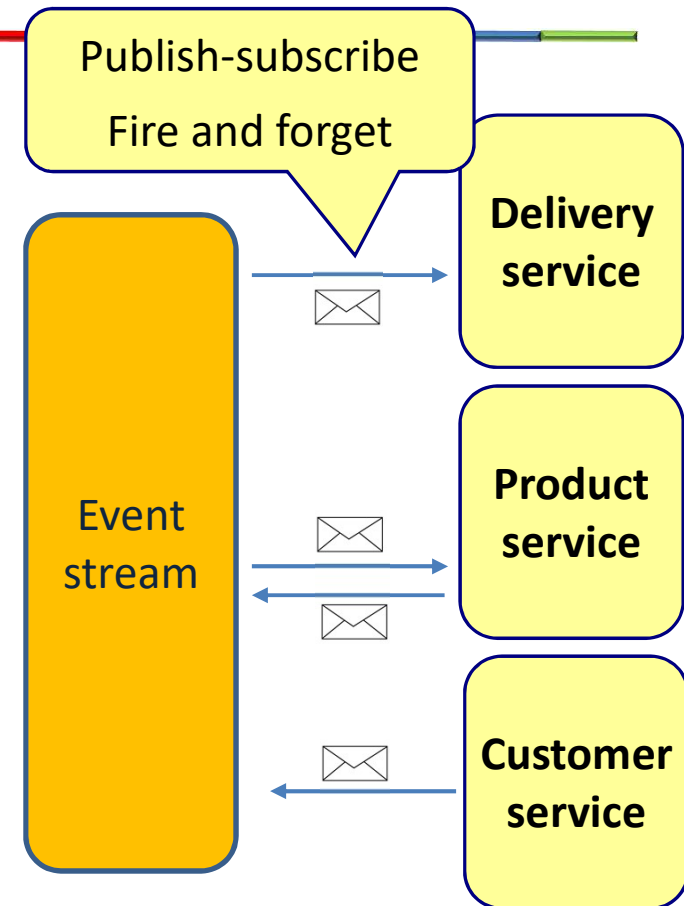 Publish-subscribe
Fire and forget
Delivery
service
Event
stream
Product
service
Customer
service